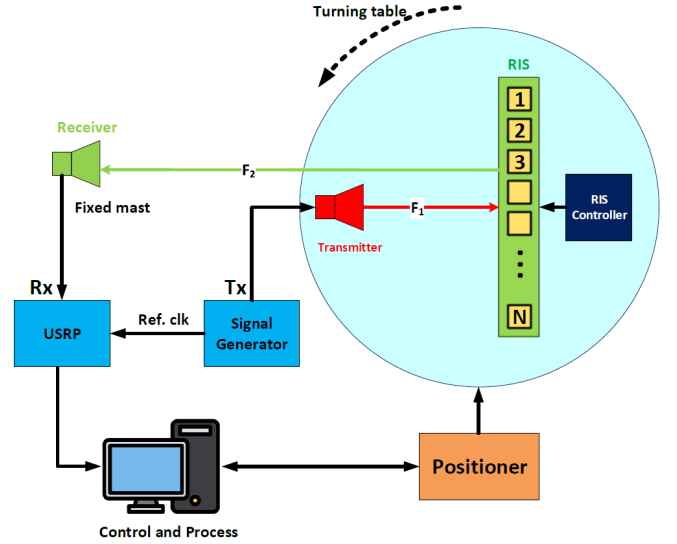 Turning table
RIS
1
2
3
N
Receiver
F₂
Fixed mast
F₁
Transmitter
RIS
Controller
Rx
Tx
USRP
Ref. clk
Signal
Generator
Positioner
Control and Process